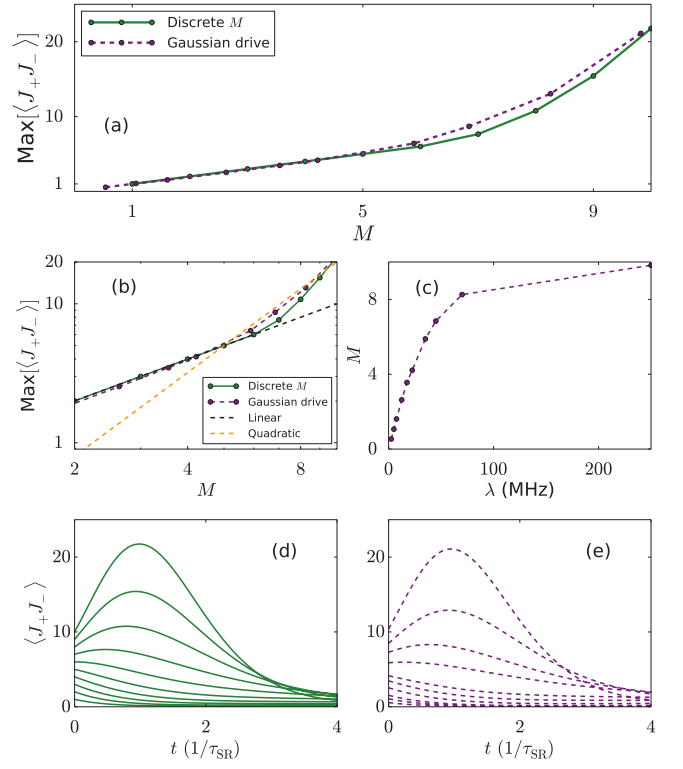 Discrete M
Gaussian drive
(a)
Max[⟨J₊J₋⟩]
20
10
1
1
5
9
M
(b)
Max[⟨J₊J₋⟩]
20
10
1
2
4
8
M
Discrete M
Gaussian drive
Linear
Quadratic
(c)
M
8
4
0
0
100
200
λ (MHz)
(d)
⟨J₊J₋⟩
20
10
0
0
2
4
t (1/τSR)
(e)
20
10
0
0
2
4
t (1/τSR)